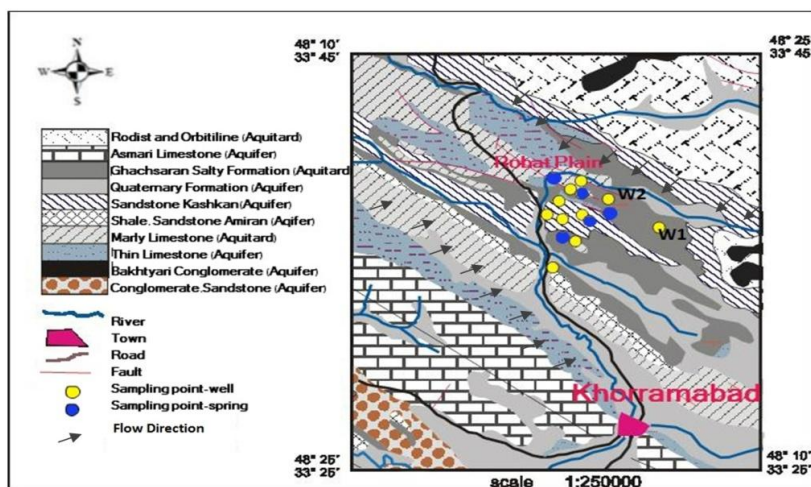 48° 10′
33° 45′
48° 25′
33° 45′
N
W E
S
Rodist and Orbitiline (Aquitard)
Asmari Limestone (Aquifer)
Ghachsaran Salty Formation (Aquitard)
Quaternary Formation (Aquifer)
Sandstone Kashkan(Aquifer)
Shale, Sandstone Amiran (Aqifer)
Marly Limestone (Aquitard)
Thin Limestone (Aquifer)
Bakhtyari Conglomerate (Aquifer)
Conglomerate.Sandstone (Aquifer)
River
Town
Road
Fault
Sampling point-well
Sampling point-spring
Flow Direction
Robat Plain
W2
W1
Khorramabad
48° 25′
33° 25′
48° 10′
33° 25′
scale 1:250000